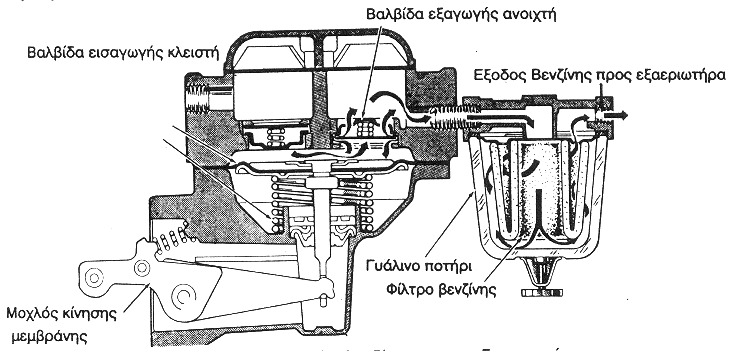 Βαλβίδα εξαγωγής ανοιχτή
Βαλβίδα εισαγωγής κλειστή
Εξοδος Βενζίνης προς εξαεριωτήρα
Γυάλινο ποτήρι
Φίλτρο βενζίνης
Μοχλός κίνησης
μεμβράνης